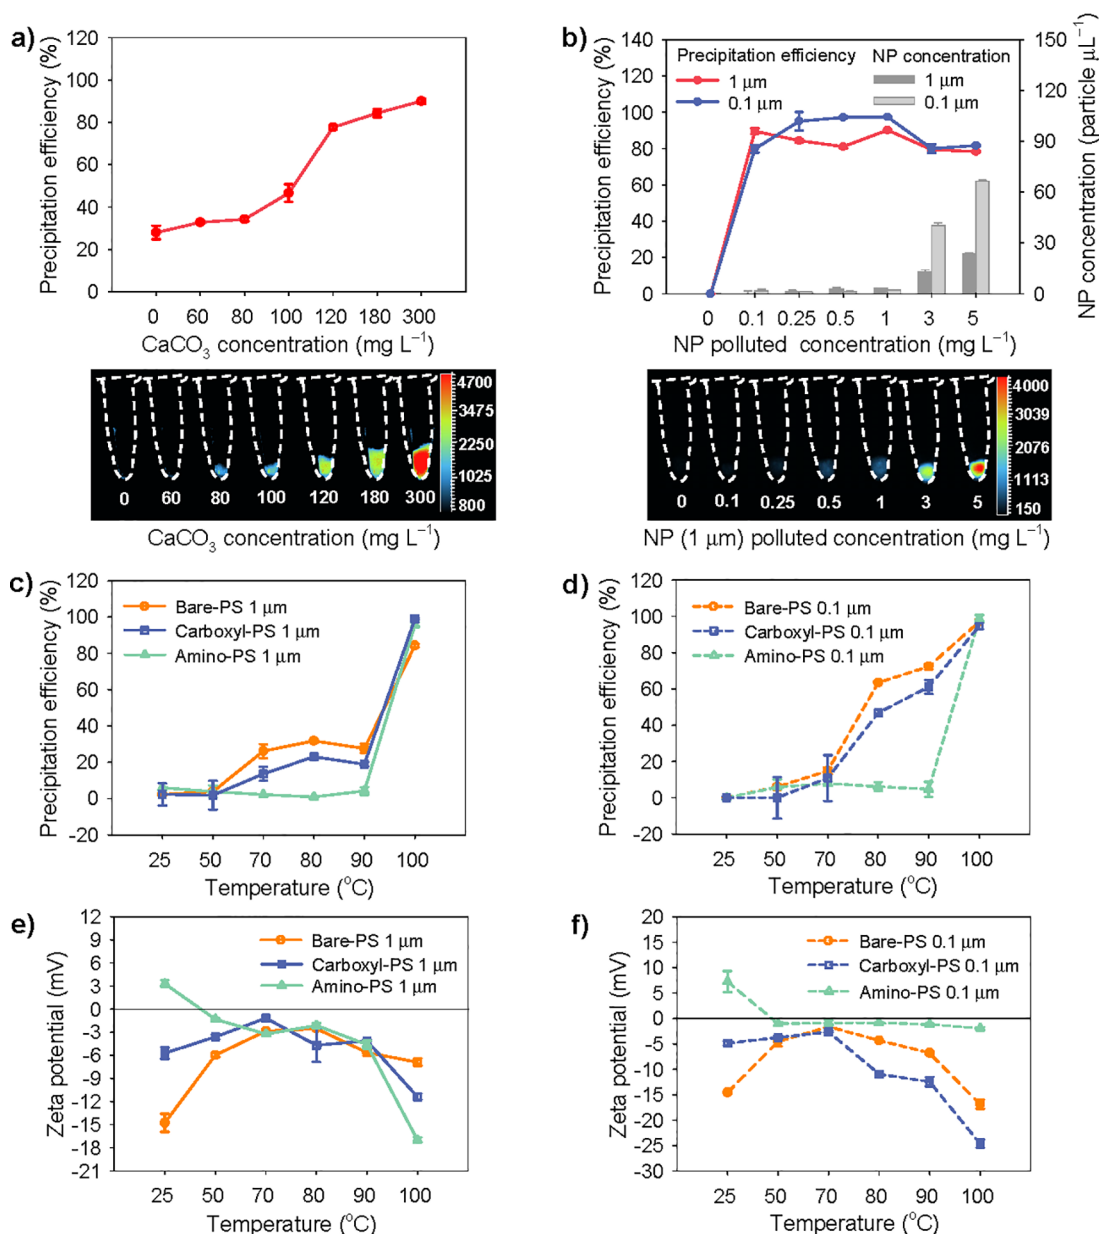 a)
Precipitation efficiency (%)
120
100
80
60
40
20
0
0 60 80 100 120 180 300
CaCO₃ concentration (mg L⁻¹)
4700
3475
2250
1025
800
0 60 80 100 120 180 300
CaCO₃ concentration (mg L⁻¹)
b)
Precipitation efficiency (%)
140
120
100
80
60
40
20
0
Precipitation efficiency
1 μm
0.1 μm
NP concentration
1 μm
0.1 μm
150
120
90
60
30
0
NP concentration (particle μL⁻¹)
0 0.1 0.25 0.5 1 3 5
NP polluted concentration (mg L⁻¹)
4000
3039
2076
1113
150
0 0.1 0.25 0.5 1 3 5
NP (1 μm) polluted concentration (mg L⁻¹)
c)
Precipitation efficiency (%)
120
100
80
60
40
20
0
-20
Bare-PS 1 μm
Carboxyl-PS 1 μm
Amino-PS 1 μm
25 50 70 80 90 100
Temperature (°C)
d)
Precipitation efficiency (%)
120
100
80
60
40
20
0
-20
Bare-PS 0.1 μm
Carboxyl-PS 0.1 μm
Amino-PS 0.1 μm
25 50 70 80 90 100
Temperature (°C)
e)
Zeta potential (mV)
12
9
6
3
0
-3
-6
-9
-12
-15
-18
-21
Bare-PS 1 μm
Carboxyl-PS 1 μm
Amino-PS 1 μm
25 50 70 80 90 100
Temperature (°C)
f)
Zeta potential (mV)
20
15
10
5
0
-5
-10
-15
-20
-25
-30
Bare-PS 0.1 μm
Carboxyl-PS 0.1 μm
Amino-PS 0.1 μm
25 50 70 80 90 100
Temperature (°C)